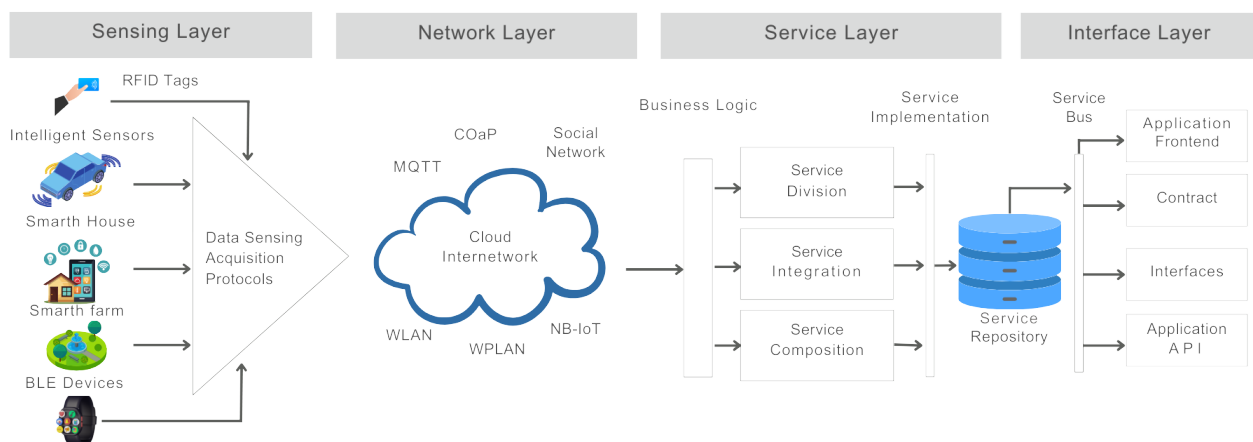 Sensing Layer
Network Layer
Service Layer
Interface Layer
RFID Tags
Intelligent Sensors
Smarth House
Smarth farm
BLE Devices
Data Sensing
Acquisition
Protocols
COaP
Social
Network
MQTT
Cloud
Internetwork
WLAN
WPLAN
NB-IoT
Business Logic
Service
Division
Service
Integration
Service
Composition
Service
Implementation
Service
Repository
Service
Bus
Application
Frontend
Contract
Interfaces
Application
A P I